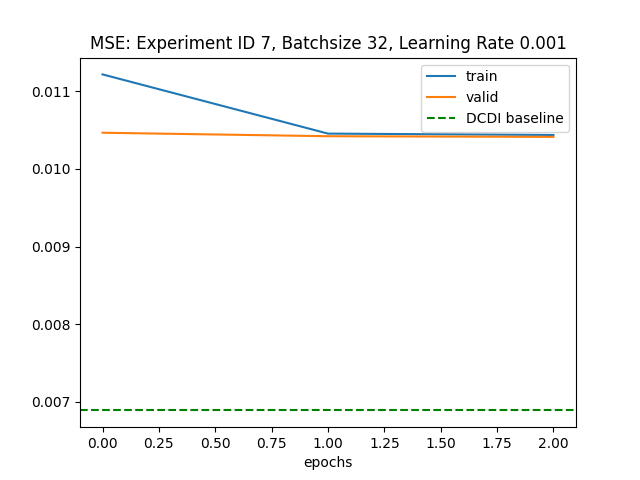 MSE: Experiment ID 7, Batchsize 32, Learning Rate 0.001
train
valid
DCDI baseline
0.011
0.010
0.009
0.008
0.007
0.00 0.25 0.50 0.75 1.00 1.25 1.50 1.75 2.00
epochs